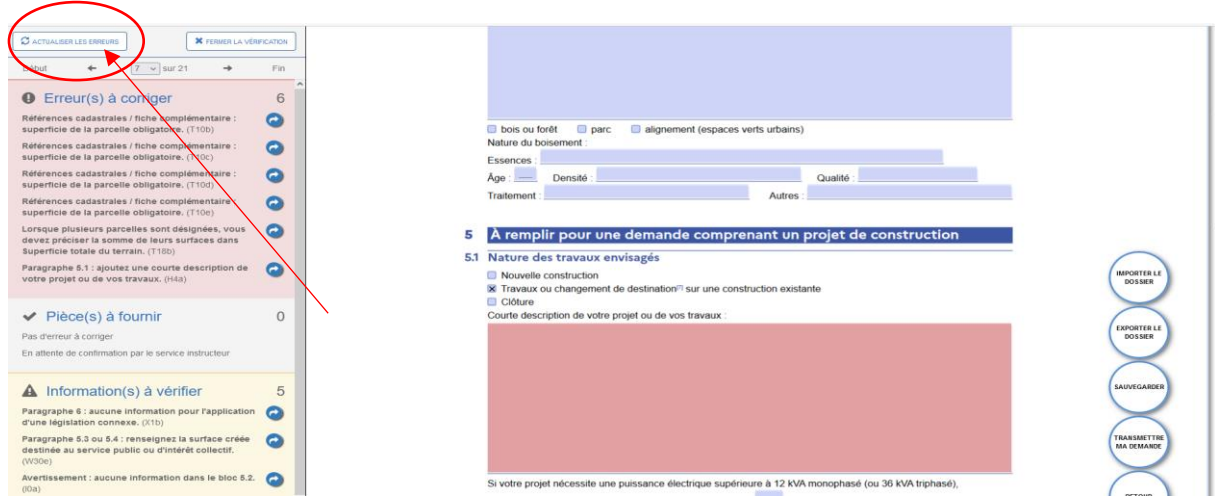 ACTUALISER LES ERREURS
FERMER LA VÉRIFICATION
Début
7 sur 21
Fin
Erreur(s) à corriger 6
Références cadastrales / fiche complémentaire :
superficie de la parcelle obligatoire. (T10b)
Références cadastrales / fiche complémentaire :
superficie de la parcelle obligatoire. (T10c)
Références cadastrales / fiche complémentaire :
superficie de la parcelle obligatoire. (T10d)
Références cadastrales / fiche complémentaire :
superficie de la parcelle obligatoire. (T10e)
Lorsque plusieurs parcelles sont désignées, vous
devez préciser la somme de leurs surfaces dans
Superficie totale du terrain. (T16b)
Paragraphe 5.1 : ajoutez une courte description de
votre projet ou de vos travaux. (H4a)
Pièce(s) à fournir 0
Pas d'erreur à corriger
En attente de confirmation par le service instructeur
Information(s) à vérifier 5
Paragraphe 6 : aucune information pour l'application
d'une législation connexe. (X1b)
Paragraphe 5.3 ou 5.4 : renseignez la surface créée
destinée au service public ou d'intérêt collectif.
(W30e)
Avertissement : aucune information dans le bloc 5.2.
(I0a)
bois ou forêt parc alignement (espaces verts urbains)
Nature du boisement :
Essences :
Âge : Densité : Qualité :
Traitement : Autres :
5 À remplir pour une demande comprenant un projet de construction
5.1 Nature des travaux envisagés
Nouvelle construction
Travaux ou changement de destination sur une construction existante
Clôture
Courte description de votre projet ou de vos travaux :
Si votre projet nécessite une puissance électrique supérieure à 12 kVA monophasé (ou 36 kVA triphasé),
IMPORTER LE
DOSSIER
EXPORTER LE
DOSSIER
SAUVEGARDER
TRANSMETTRE
MA DEMANDE
RETOUR